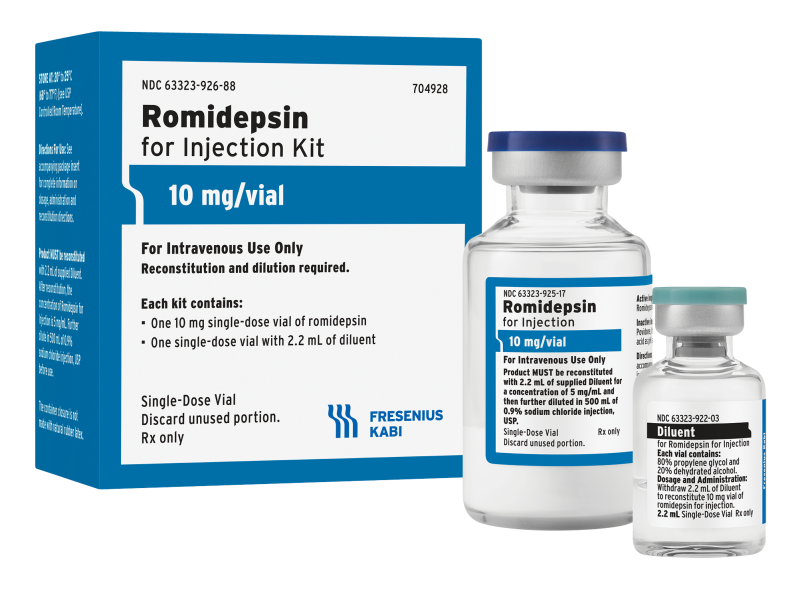 STORE AT: 20° to 25°C
(68° to 77°F) (see USP
Controlled Room Temperature).
Directions For Use: See
accompanying package insert
for complete information on
dosage, administration and
reconstitution directions.
Product MUST be reconstituted
with 2.2 mL of supplied Diluent.
After reconstitution, the
concentration of Romidepsin for
Injection is 5 mg/mL. Further
dilute in 500 mL of 0.9%
sodium chloride injection, USP
before use.
The container closure is not
made with natural rubber latex.
NDC 63323-926-88
704928
Romidepsin
for Injection Kit
10 mg/vial
For Intravenous Use Only
Reconstitution and dilution required.
Each kit contains:
• One 10 mg single-dose vial of romidepsin
• One single-dose vial with 2.2 mL of diluent
Single-Dose Vial
Discard unused portion.
Rx only
FRESENIUS
KABI
NDC 63323-925-17
Romidepsin
for Injection
10 mg/vial
For Intravenous Use Only
Product MUST be reconstituted
with 2.2 mL of supplied Diluent for
a concentration of 5 mg/mL and
then further diluted in 500 mL of
0.9% sodium chloride injection,
USP.
Single-Dose Vial Rx only
Discard unused portion.
Active
Inactive
Povidone,
NDC 63323-922-03
Diluent
for Romidepsin for Injection
Each vial contains:
80% propylene glycol and
20% dehydrated alcohol.
Dosage and Administration:
Withdraw 2.2 mL of Diluent
to reconstitute 10 mg vial of
romidepsin for injection.
2.2 mL Single-Dose Vial Rx only
Fresenius Kabi